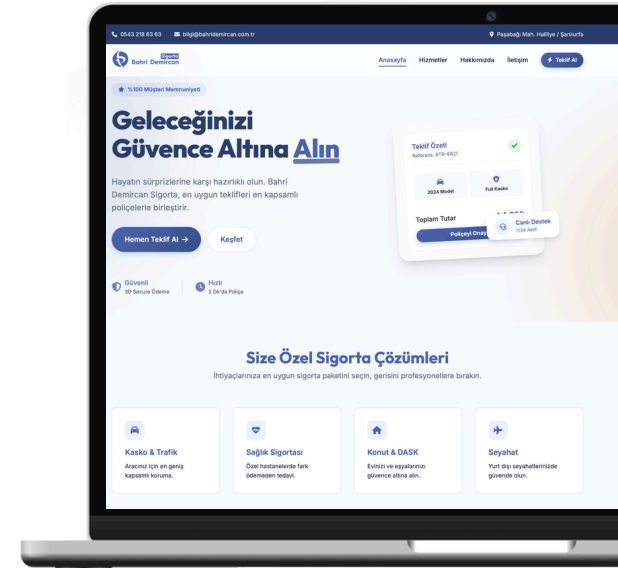 0543 218 63 63 bilgi@bahridemircan.com.tr Paşabağı Mah. Haliliye / Şanlıurfa
Sigorta
Bahri Demircan
Anasayfa Hizmetler Hakkımızda İletişim Teklif Al
%100 Müşteri Memnuniyeti
Geleceğinizi
Güvence Altına Alın
Hayatın sürprizlerine karşı hazırlıklı olun. Bahri
Demircan Sigorta, en uygun teklifleri en kapsamlı
poliçelerle birleştirir.
Hemen Teklif Al → Keşfet
Güvenli
3D Secure Ödeme
Hızlı
2 Dk'da Poliçe
Teklif Özeti
Referans: #TR-8821
2024 Model
Full Kasko
Toplam Tutar
Poliçeyi Onay
Canlı Destek
7/24 Aktif
Size Özel Sigorta Çözümleri
İhtiyaçlarınıza en uygun sigorta paketini seçin, gerisini profesyonellere bırakın.
Kasko & Trafik
Aracınız için en geniş
kapsamlı koruma.
Sağlık Sigortası
Özel hastanelerde fark
ödemeden tedavi.
Konut & DASK
Evinizi ve eşyalarınızı
güvence altına alın.
Seyahat
Yurt dışı seyahatlerinizde
güvende olun.